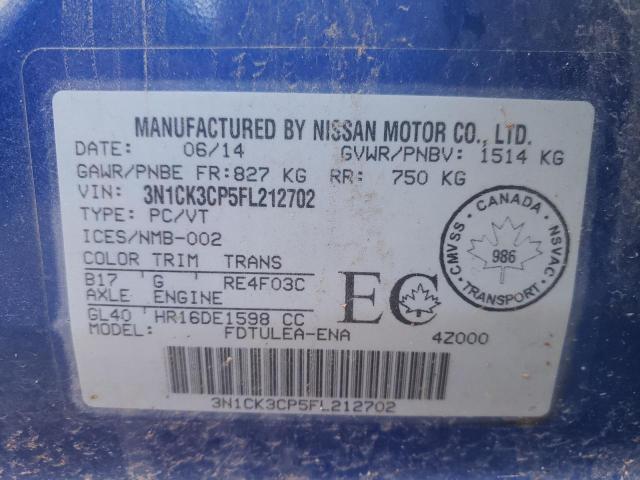 MANUFACTURED BY NISSAN MOTOR CO., LTD.
DATE: 06/14 GVWR/PNBV: 1514 KG
GAWR/PNBE FR: 827 KG RR: 750 KG
VIN: 3N1CK3CP5FL212702
TYPE: PC/VT
ICES/NMB-002
COLOR TRIM TRANS
B17 G RE4F03C
AXLE ENGINE
GL40 HR16DE1598 CC
MODEL: FDTULEA-ENA 4Z000
EC
CANADA
CMVSS NSVAC
986
TRANSPORT
3N1CK3CP5FL212702